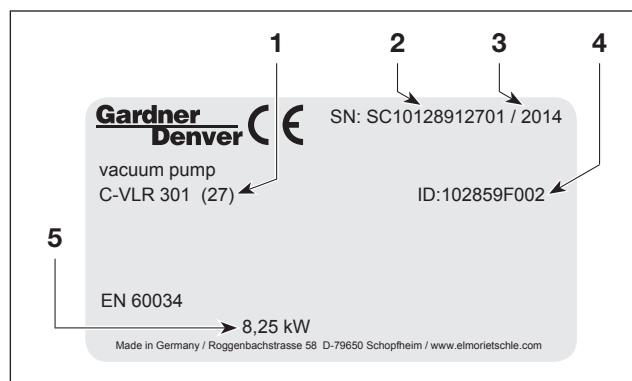 1 2 3 4
Gardner
Denver CE SN: SC10128912701 / 2014
vacuum pump
C-VLR 301 (27) ID:102859F002
5
EN 60034
8,25 kW
Made in Germany / Roggenbachstrasse 58 D-79650 Schopfheim / www.elmorietschle.com